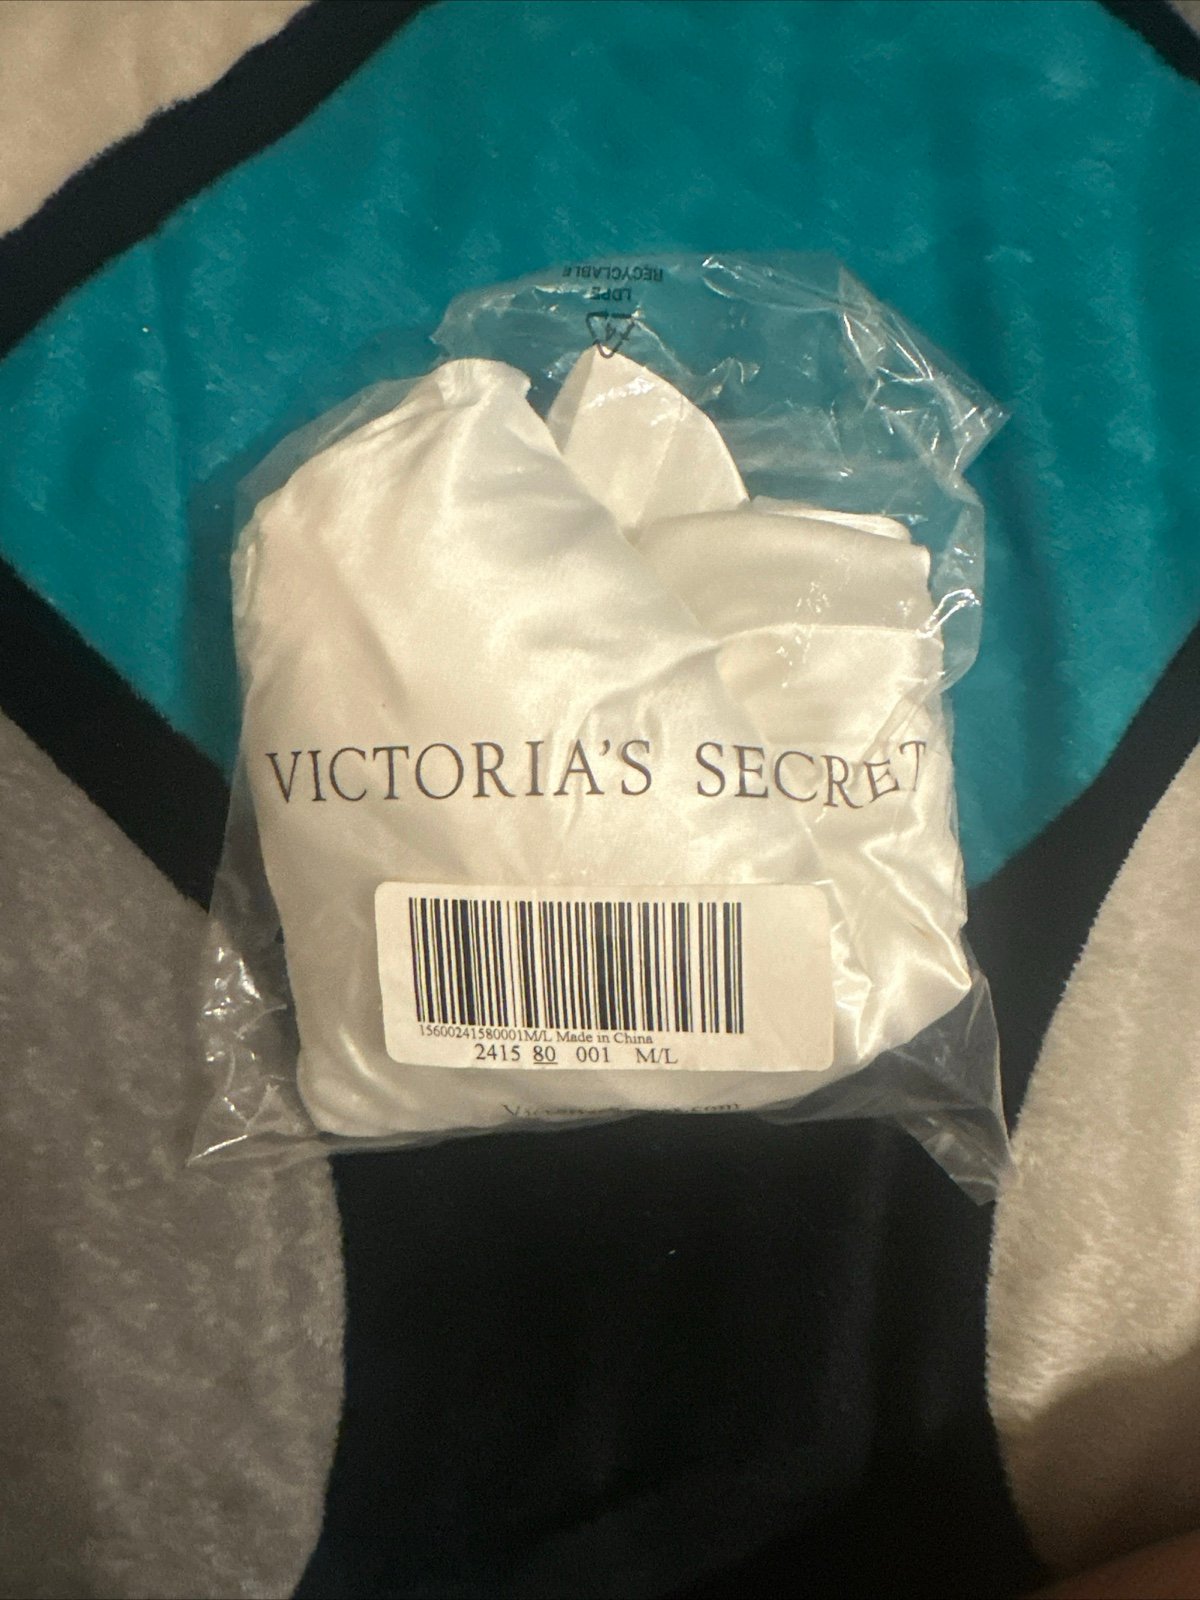 RECYCLABLE
LDPE
4
VICTORIA'S SECRET
15600241580001M/L Made in China
2415 80 001 M/L